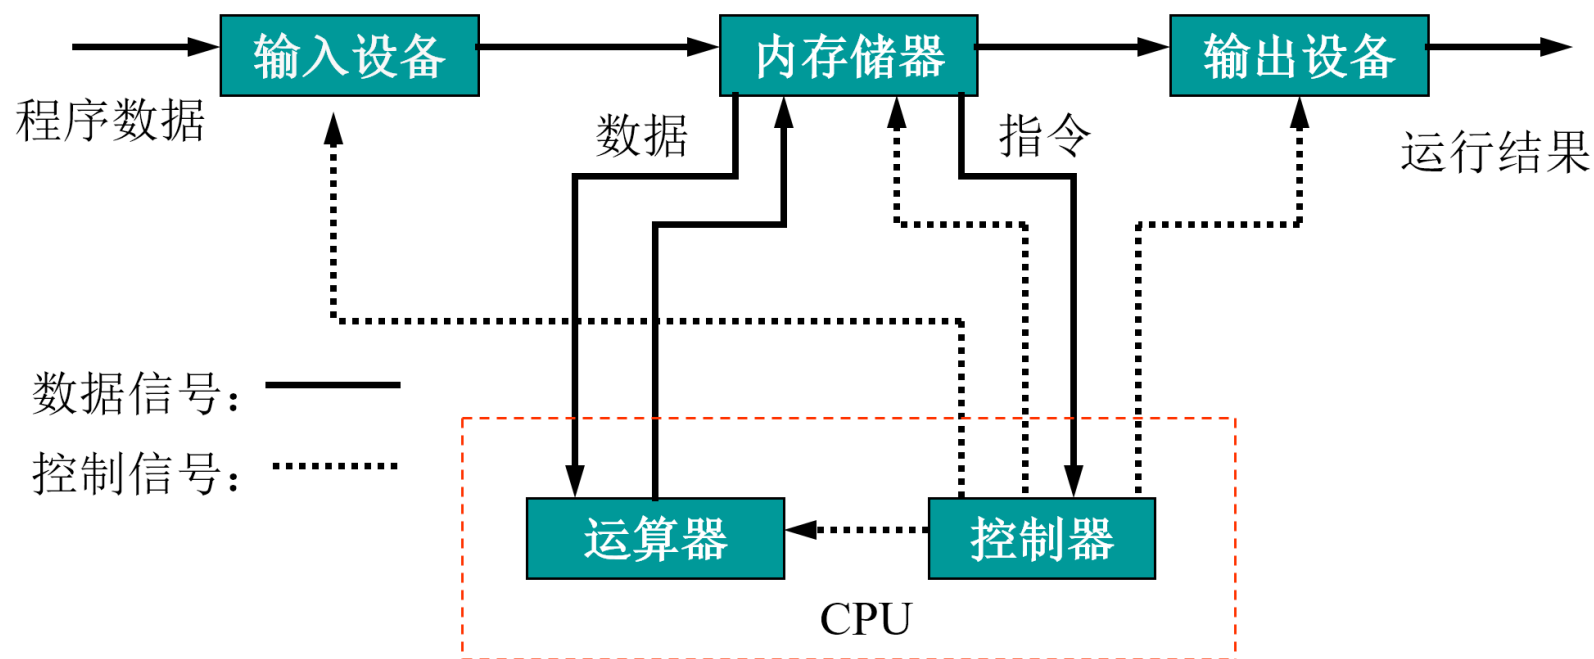 输入设备
内存储器
输出设备
程序数据
数据
指令
运行结果
数据信号：
控制信号：
运算器
控制器
CPU